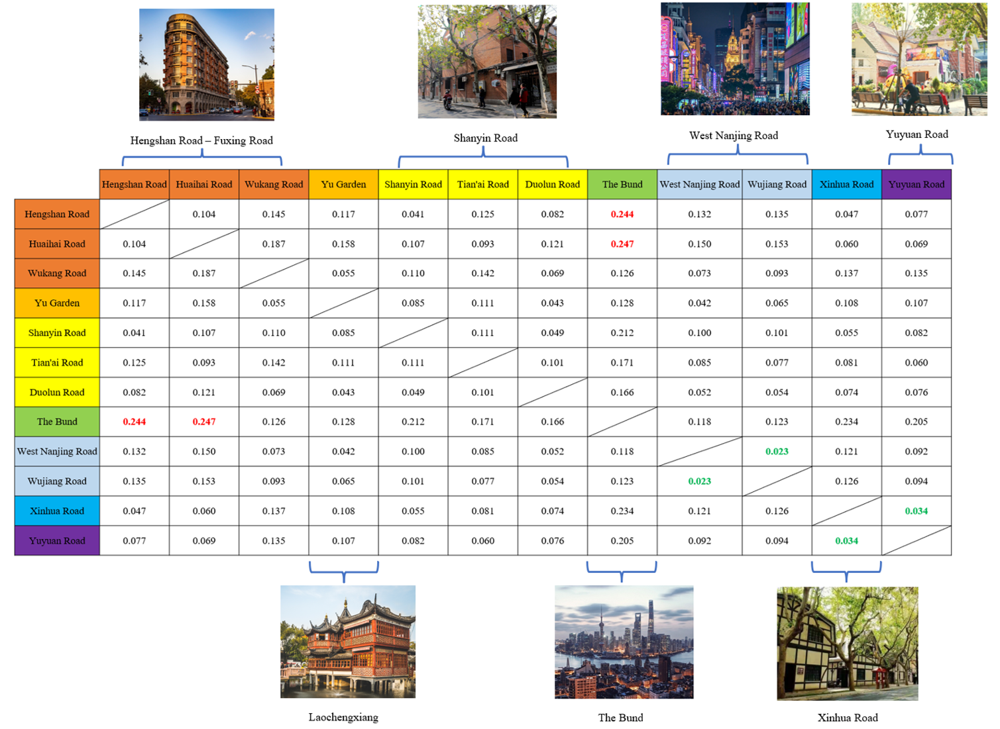 Hengshan Road – Fuxing Road
Shanyin Road
West Nanjing Road
Yuyuan Road
Hengshan Road Huaihai Road Wukang Road Yu Garden Shanyin Road Tian'ai Road Duolun Road The Bund West Nanjing Road Wujiang Road Xinhua Road Yuyuan Road
Hengshan Road 0.104 0.145 0.117 0.041 0.125 0.082 0.244 0.132 0.135 0.047 0.077
Huaihai Road 0.104 0.187 0.158 0.107 0.093 0.121 0.247 0.150 0.153 0.060 0.069
Wukang Road 0.145 0.187 0.055 0.110 0.142 0.069 0.126 0.073 0.093 0.137 0.135
Yu Garden 0.117 0.158 0.055 0.085 0.111 0.043 0.128 0.042 0.065 0.108 0.107
Shanyin Road 0.041 0.107 0.110 0.085 0.111 0.049 0.212 0.100 0.101 0.055 0.082
Tian'ai Road 0.125 0.093 0.142 0.111 0.111 0.101 0.171 0.085 0.077 0.081 0.060
Duolun Road 0.082 0.121 0.069 0.043 0.049 0.101 0.166 0.052 0.054 0.074 0.076
The Bund 0.244 0.247 0.126 0.128 0.212 0.171 0.166 0.118 0.123 0.234 0.205
West Nanjing Road 0.132 0.150 0.073 0.042 0.100 0.085 0.052 0.118 0.023 0.121 0.092
Wujiang Road 0.135 0.153 0.093 0.065 0.101 0.077 0.054 0.123 0.023 0.126 0.094
Xinhua Road 0.047 0.060 0.137 0.108 0.055 0.081 0.074 0.234 0.121 0.126 0.034
Yuyuan Road 0.077 0.069 0.135 0.107 0.082 0.060 0.076 0.205 0.092 0.094 0.034
Laochengxiang
The Bund
Xinhua Road